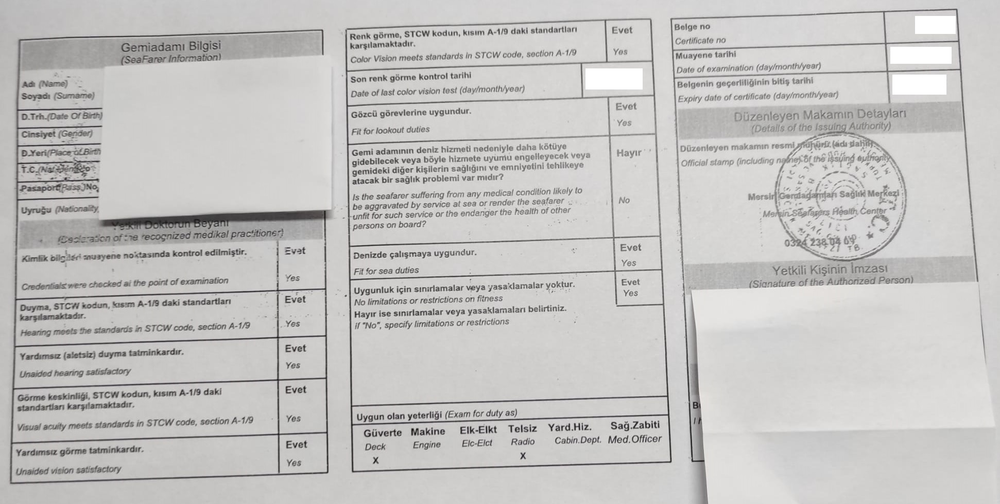 Gemiadamı Bilgisi
(SeaFarer Information)
Adı (Name)
Soyadı (Surname)
D.Trh.(Date Of Birth)
Cinsiyet (Gender)
D.Yeri(Place of Birth
T.C.
Pasaport(Pass.)No,
Uyruğu (Nationality,
Yetkili Doktorun Beyanı
(Declaration of the recognized medikal practitioner)
Kimlik bilgileri muayene noktasında kontrol edilmiştir. Evet
Credentials were checked at the point of examination Yes
Duyma, STCW kodun, kısım A-1/9 daki standartları Evet
karşılamaktadır.
Hearing meets the standards in STCW code, section A-1/9 Yes
Yardımsız (aletsiz) duyma tatminkardır. Evet
Unaided hearing satisfactory Yes
Görme keskinliği, STCW kodun, kısım A-1/9 daki Evet
standartları karşılamaktadır.
Visual acuity meets standards in STCW code, section A-1/9 Yes
Yardımsız görme tatminkardır. Evet
Unaided vision satisfactory Yes
Renk görme, STCW kodun, kısım A-1/9 daki standartları Evet
karşılamaktadır.
Color Vision meets standards in STCW code, section A-1/9 Yes
Son renk görme kontrol tarihi
Date of last color vision test (day/month/year)
Gözcü görevlerine uygundur. Evet
Fit for lookout duties Yes
Gemi adamının deniz hizmeti nedeniyle daha kötüye
gidebilecek veya böyle hizmete uyumu engelleyecek veya Hayır
gemideki diğer kişilerin sağlığını ve emniyetini tehlikeye
atacak bir sağlık problemi var mıdır?
Is the seafarer suffering from any medical condition likely to
be aggravated by service at sea or render the seafarer No
unfit for such service or the endanger the health of other
persons on board?
Denizde çalışmaya uygundur. Evet
Fit for sea duties Yes
Uygunluk için sınırlamalar veya yasaklamalar yoktur. Evet
No limitations or restrictions on fitness Yes
Hayır ise sınırlamalar veya yasaklamaları belirtiniz.
if "No", specify limitations or restrictions
Uygun olan yeterliği (Exam for duty as)
Güverte Makine Elk-Elkt Telsiz Yard.Hiz. Sağ.Zabiti
Deck Engine Elc-Elct Radio Cabin.Dept. Med.Officer
X X
Belge no
Certificate no
Muayene tarihi
Date of examination (day/month/year)
Belgenin geçerliliğinin bitiş tarihi
Expiry date of certificate (day/month/year)
Düzenleyen Makamın Detayları
(Details of the Issuing Authority)
Düzenleyen makamın resmi mühürü (adı dahil)
Official stamp (including name) of the issuing authority
Mersin Gemiadamları Sağlık Merkezi
Mersin Seafarers Health Center
0324 238 04 09
Yetkili Kişinin İmzası
(Signature of the Authorized Person)